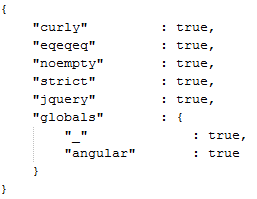 {
    "curly"         : true,
    "eqeqeq"        : true,
    "noempty"       : true,
    "strict"        : true,
    "jquery"        : true,
    "globals"       : {
        "_"             : true,
        "angular"       : true
    }
}